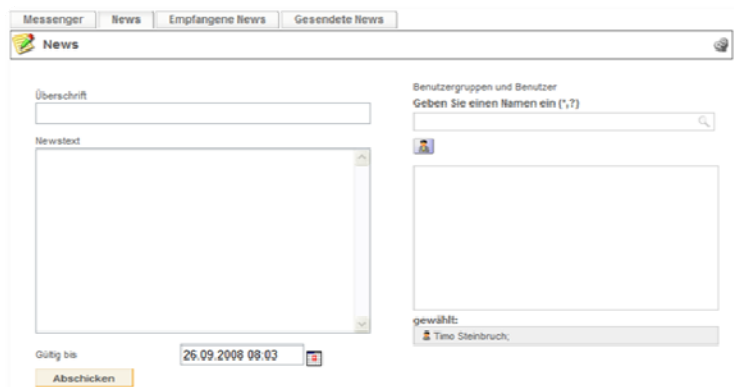 Messenger News Empfangene News Gesendete News
News
Überschrift
Newstext
Gültig bis 26.09.2008 08:03
Abschicken
Benutzergruppen und Benutzer
Geben Sie einen Namen ein (*,?)
gewählt:
Timo Steinbruch;